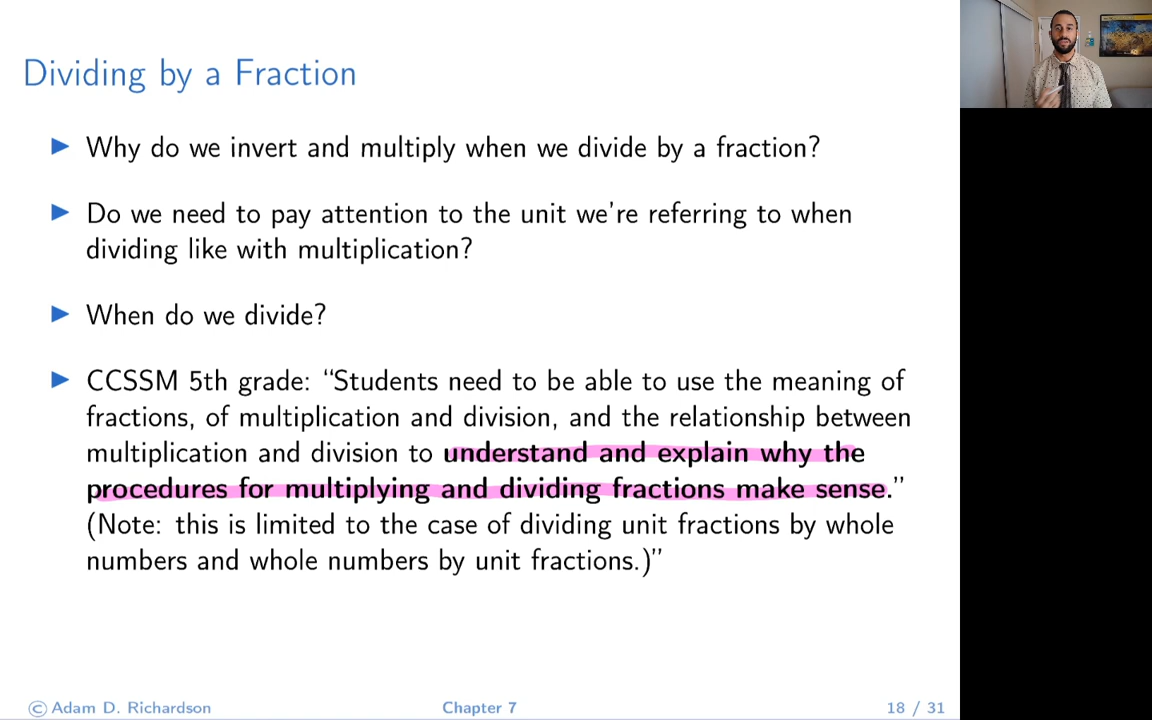 Dividing by a Fraction
Why do we invert and multiply when we divide by a fraction?
Do we need to pay attention to the unit we're referring to when
dividing like with multiplication?
When do we divide?
CCSSM 5th grade: “Students need to be able to use the meaning of
fractions, of multiplication and division, and the relationship between
multiplication and division to understand and explain why the
procedures for multiplying and dividing fractions make sense.”
(Note: this is limited to the case of dividing unit fractions by whole
numbers and whole numbers by unit fractions.)”
© Adam D. Richardson Chapter 7 18 / 31